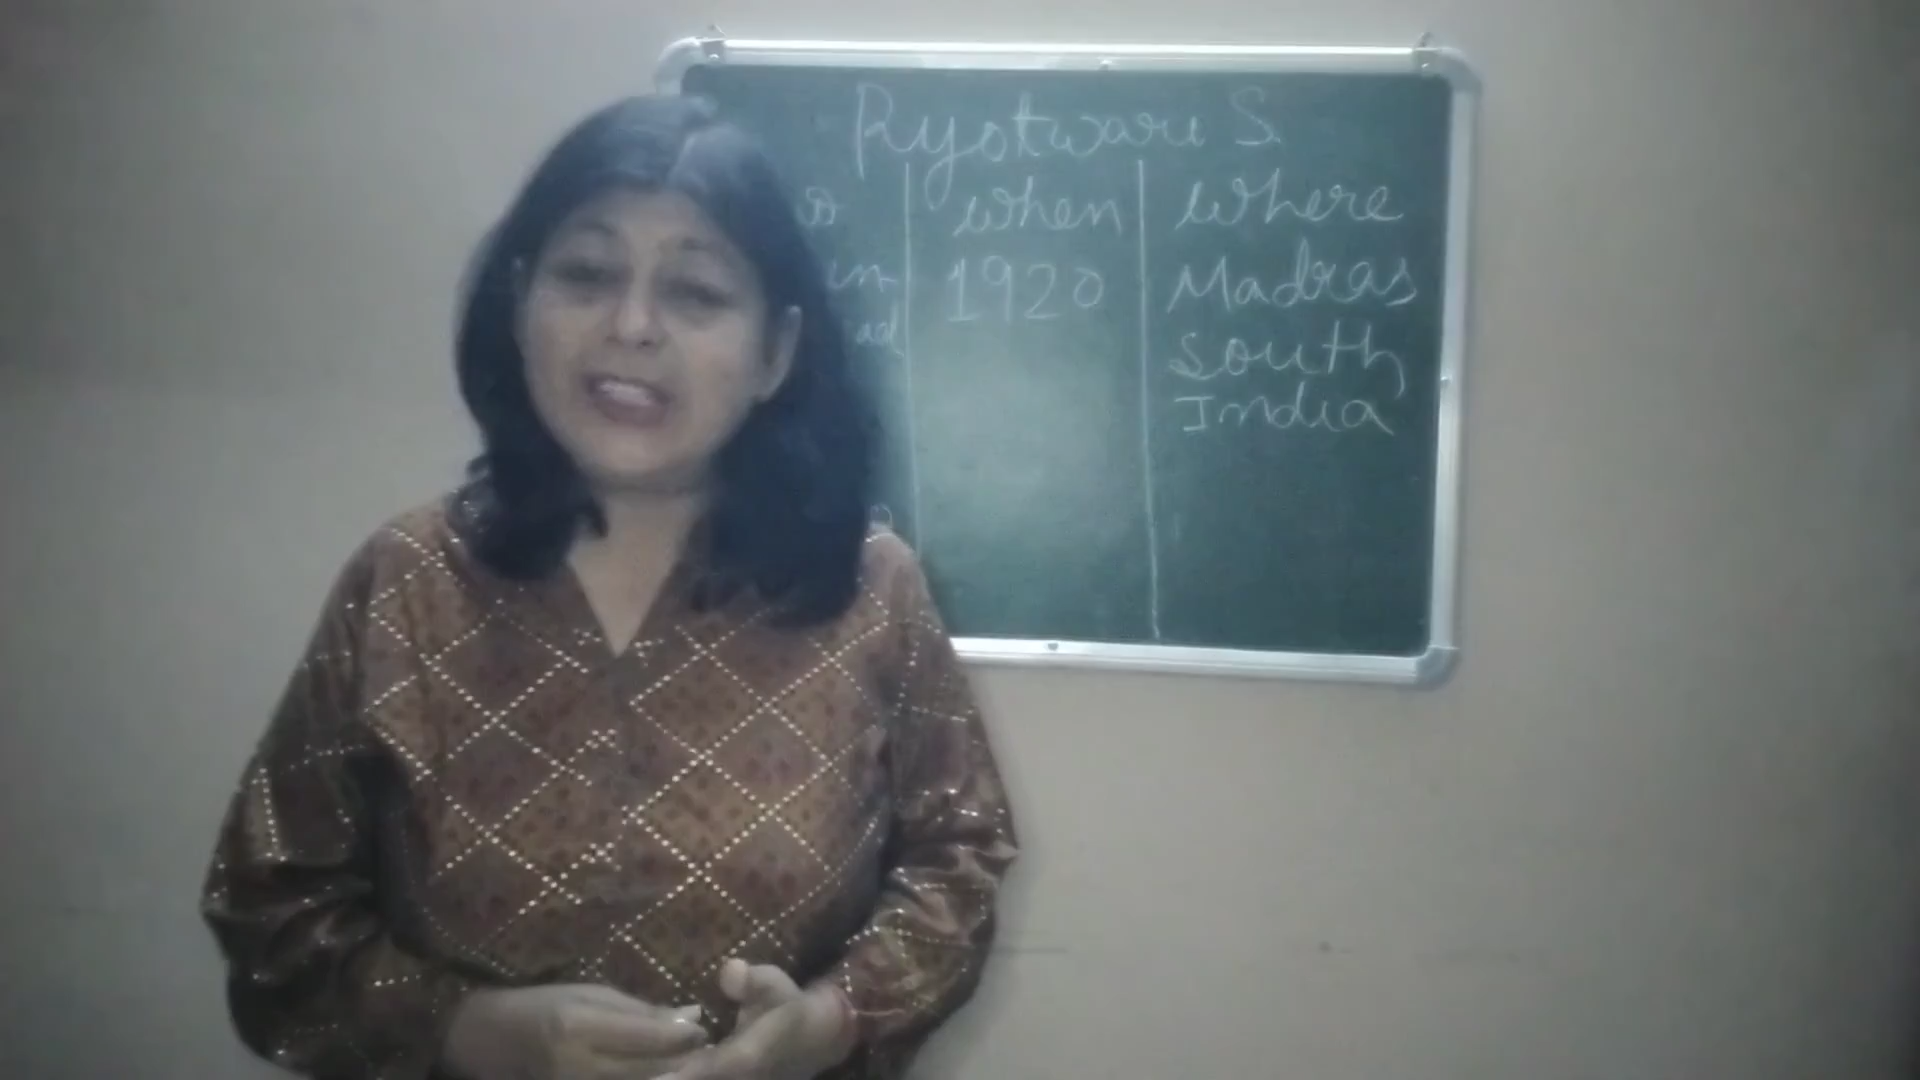 Ryotwari S.
when where
1920 Madras
South
India